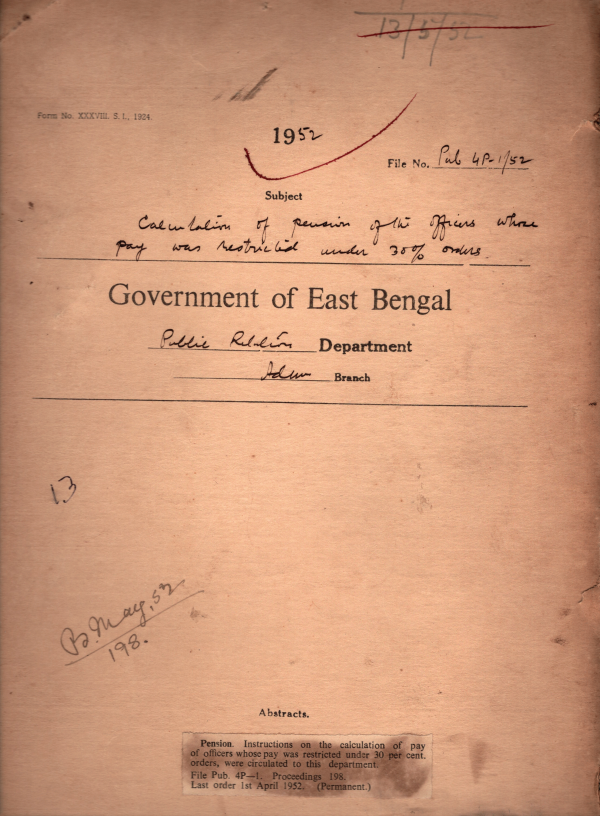 13/5/52
Form No. XXXVIII. S. I., 1924.
1952
File No. Pub 4P-1/52
Subject
Calculation of pension of the officers whose
pay was restricted under 30% orders.
Government of East Bengal
Public Relation Department
Adm Branch
13
B. May, 52
198.
Abstracts.
Pension. Instructions on the calculation of pay
of officers whose pay was restricted under 30 per cent.
orders, were circulated to this department.
File Pub. 4P—1. Proceedings 198.
Last order 1st April 1952. (Permanent.)